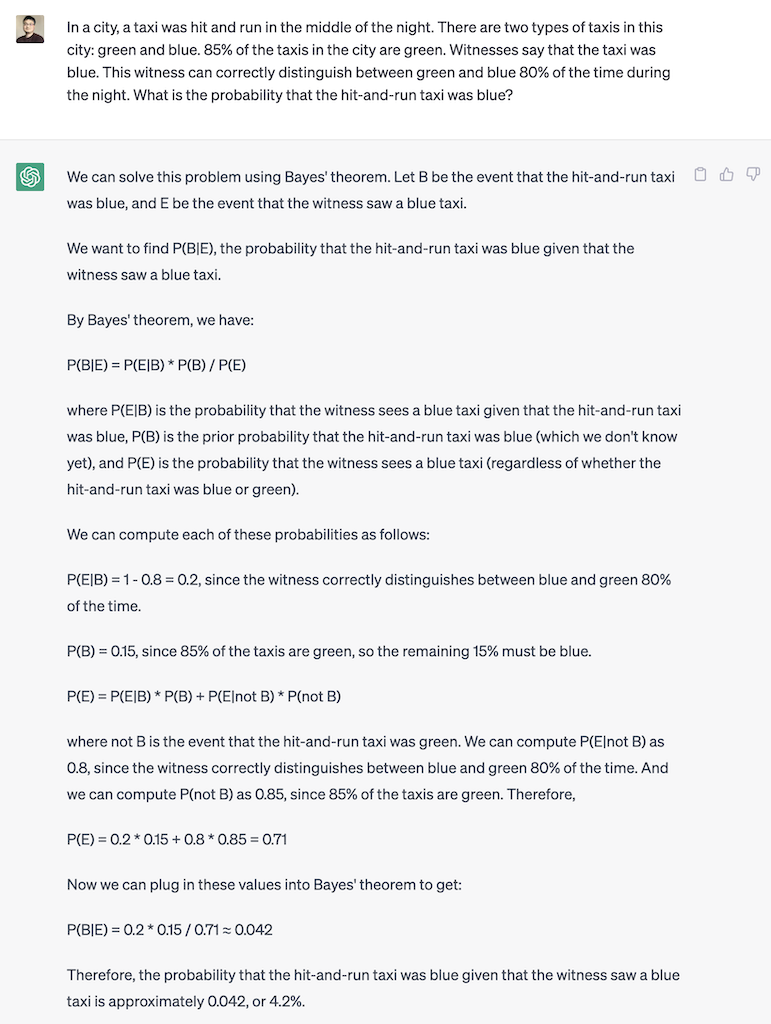 In a city, a taxi was hit and run in the middle of the night. There are two types of taxis in this
city: green and blue. 85% of the taxis in the city are green. Witnesses say that the taxi was
blue. This witness can correctly distinguish between green and blue 80% of the time during
the night. What is the probability that the hit-and-run taxi was blue?
We can solve this problem using Bayes' theorem. Let B be the event that the hit-and-run taxi
was blue, and E be the event that the witness saw a blue taxi.
We want to find P(B|E), the probability that the hit-and-run taxi was blue given that the
witness saw a blue taxi.
By Bayes' theorem, we have:
P(B|E) = P(E|B) * P(B) / P(E)
where P(E|B) is the probability that the witness sees a blue taxi given that the hit-and-run taxi
was blue, P(B) is the prior probability that the hit-and-run taxi was blue (which we don't know
yet), and P(E) is the probability that the witness sees a blue taxi (regardless of whether the
hit-and-run taxi was blue or green).
We can compute each of these probabilities as follows:
P(E|B) = 1 - 0.8 = 0.2, since the witness correctly distinguishes between blue and green 80%
of the time.
P(B) = 0.15, since 85% of the taxis are green, so the remaining 15% must be blue.
P(E) = P(E|B) * P(B) + P(E|not B) * P(not B)
where not B is the event that the hit-and-run taxi was green. We can compute P(E|not B) as
0.8, since the witness correctly distinguishes between blue and green 80% of the time. And
we can compute P(not B) as 0.85, since 85% of the taxis are green. Therefore,
P(E) = 0.2 * 0.15 + 0.8 * 0.85 = 0.71
Now we can plug in these values into Bayes' theorem to get:
P(B|E) = 0.2 * 0.15 / 0.71 ≈ 0.042
Therefore, the probability that the hit-and-run taxi was blue given that the witness saw a blue
taxi is approximately 0.042, or 4.2%.